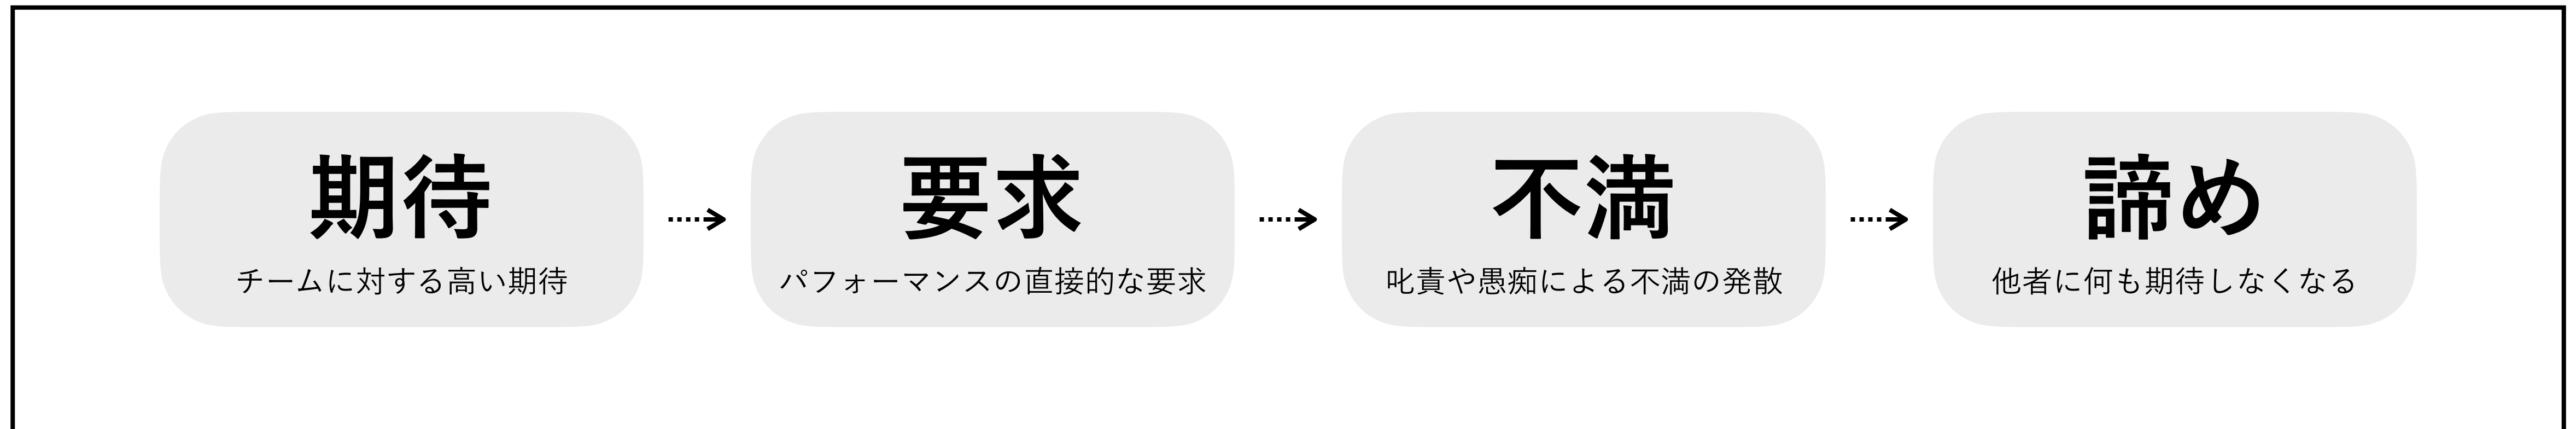 期待
チームに対する高い期待
要求
パフォーマンスの直接的な要求
不満
叱責や愚痴による不満の発散
諦め
他者に何も期待しなくなる